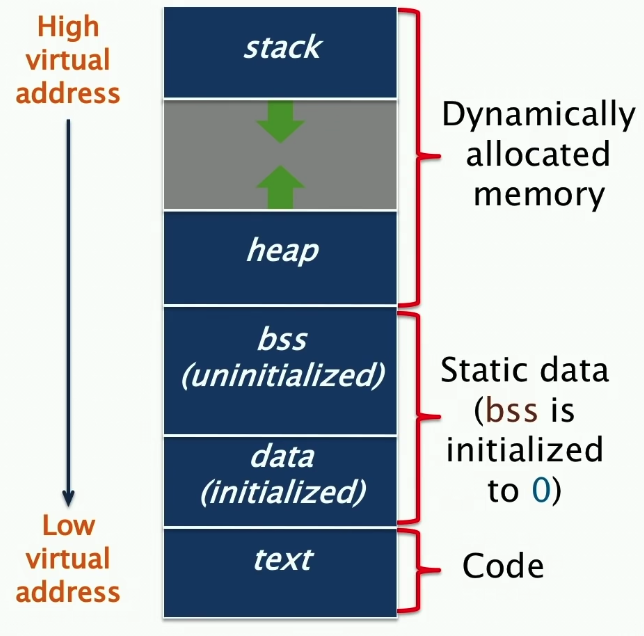 High
virtual
address
stack
Dynamically
allocated
memory
heap
bss
(uninitialized)
Static data
(bss is
initialized
to 0)
data
(initialized)
Low
virtual
address
text
Code